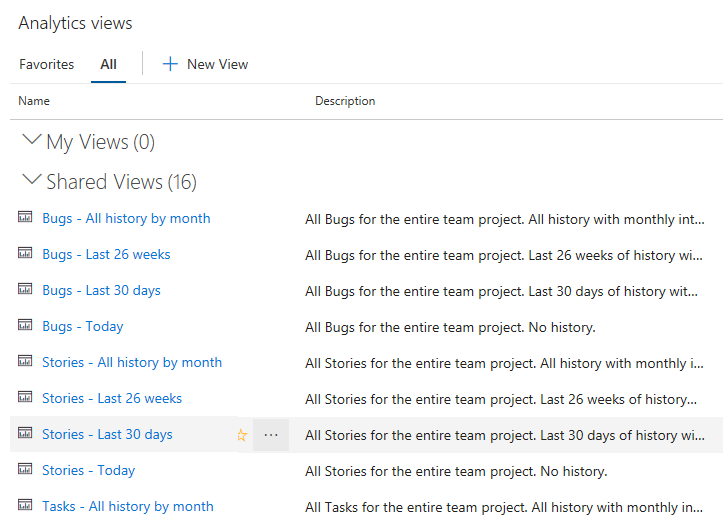 Analytics views
Favorites All New View
Name Description
My Views (0)
Shared Views (16)
Bugs - All history by month All Bugs for the entire team project. All history with monthly int...
Bugs - Last 26 weeks All Bugs for the entire team project. Last 26 weeks of history wi...
Bugs - Last 30 days All Bugs for the entire team project. Last 30 days of history wit...
Bugs - Today All Bugs for the entire team project. No history.
Stories - All history by month All Stories for the entire team project. All history with monthly i...
Stories - Last 26 weeks All Stories for the entire team project. Last 26 weeks of history...
Stories - Last 30 days ... All Stories for the entire team project. Last 30 days of history wi...
Stories - Today All Stories for the entire team project. No history.
Tasks - All history by month All Tasks for the entire team project. All history with monthly in...